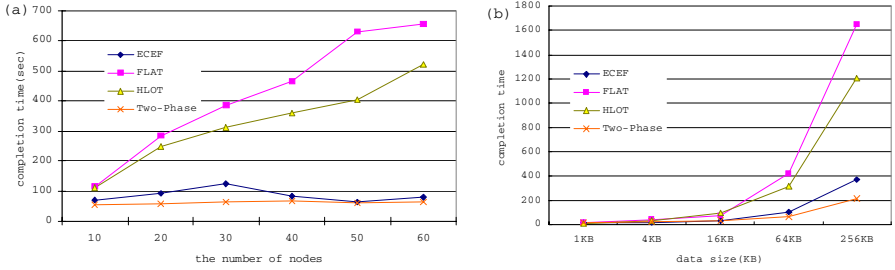 (a)
completion time(sec)
700
600
500
400
300
200
100
0
ECEF
FLAT
HLOT
Two-Phase
10 20 30 40 50 60
the number of nodes
(b)
completion time
1800
1600
1400
1200
1000
800
600
400
200
0
ECEF
FLAT
HLOT
Two-Phase
1KB 4KB 16KB 64KB 256KB
data size(KB)